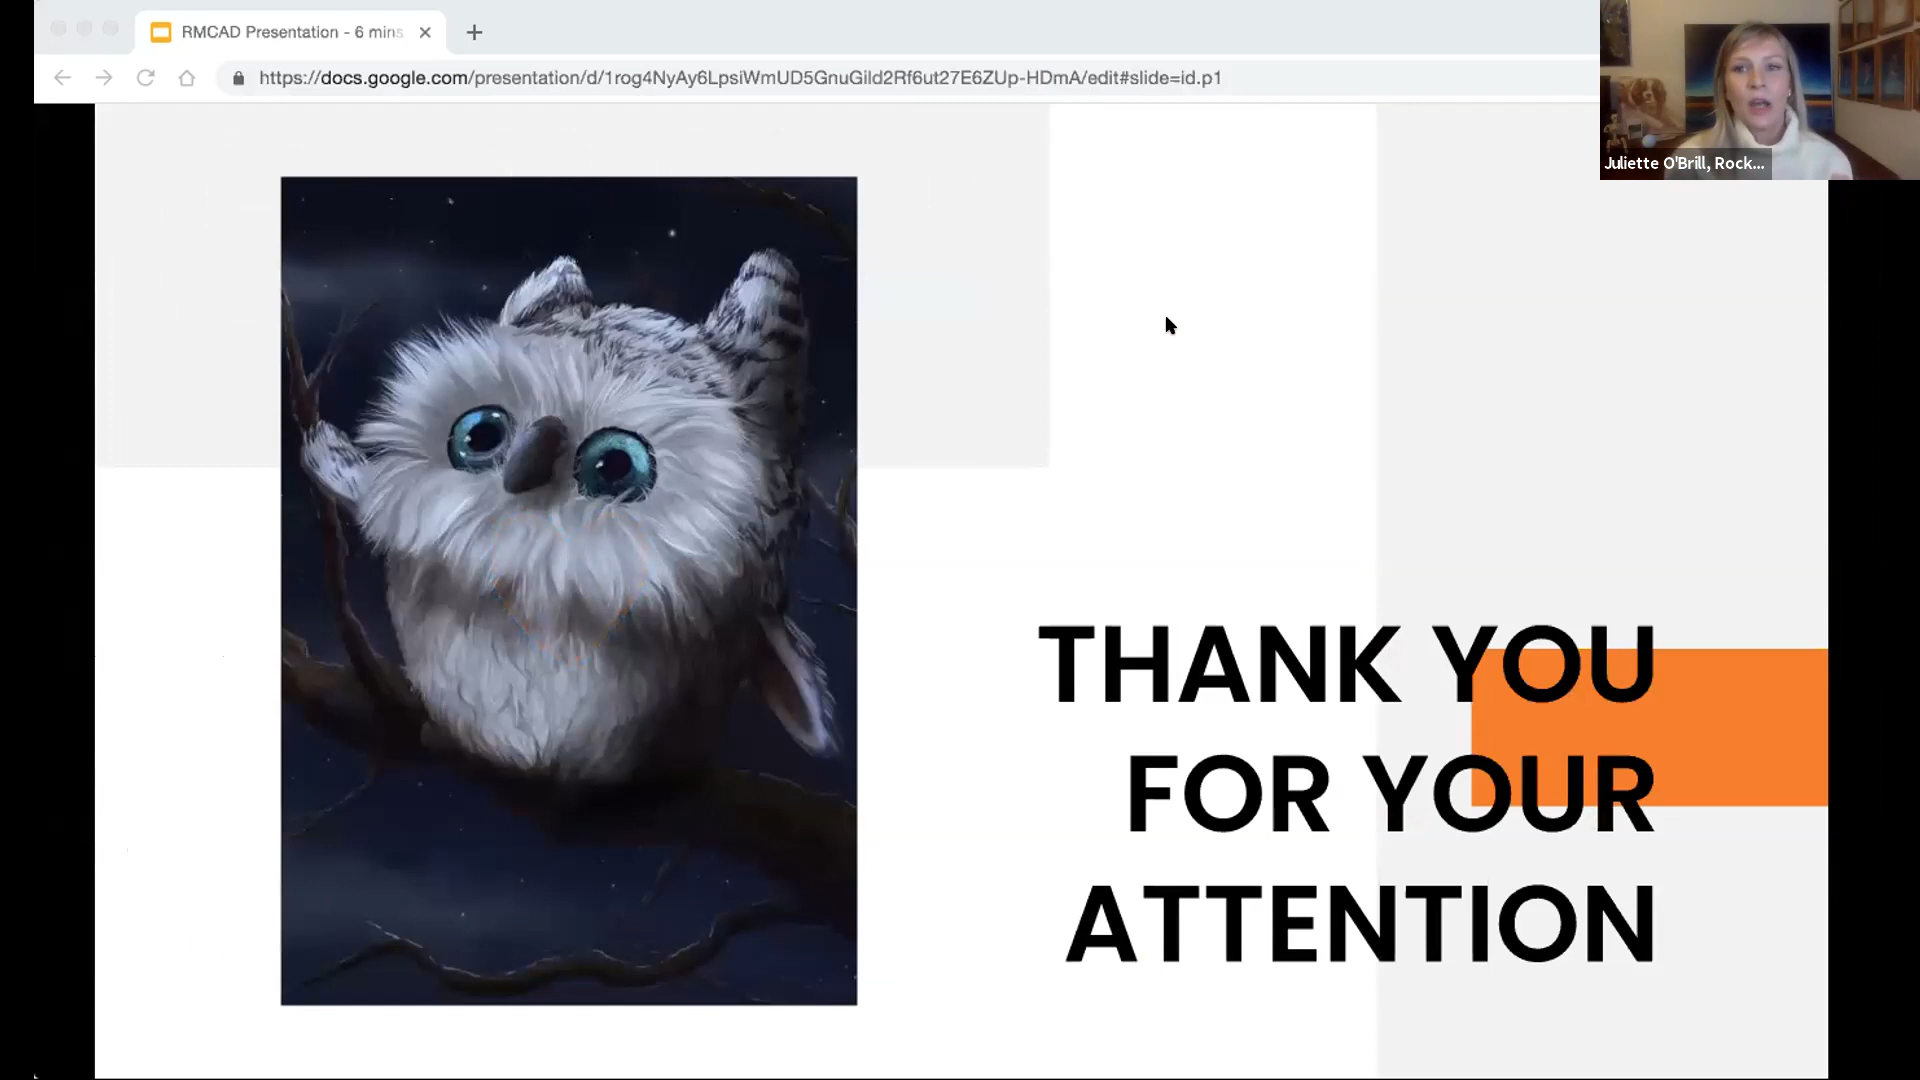 RMCAD Presentation - 6 mins
https://docs.google.com/presentation/d/1rog4NyAy6LpsiWmUD5GnuGild2Rf6ut27E6ZUp-HDmA/edit#slide=id.p1
Juliette O'Brill, Rock...
THANK YOU
FOR YOUR
ATTENTION